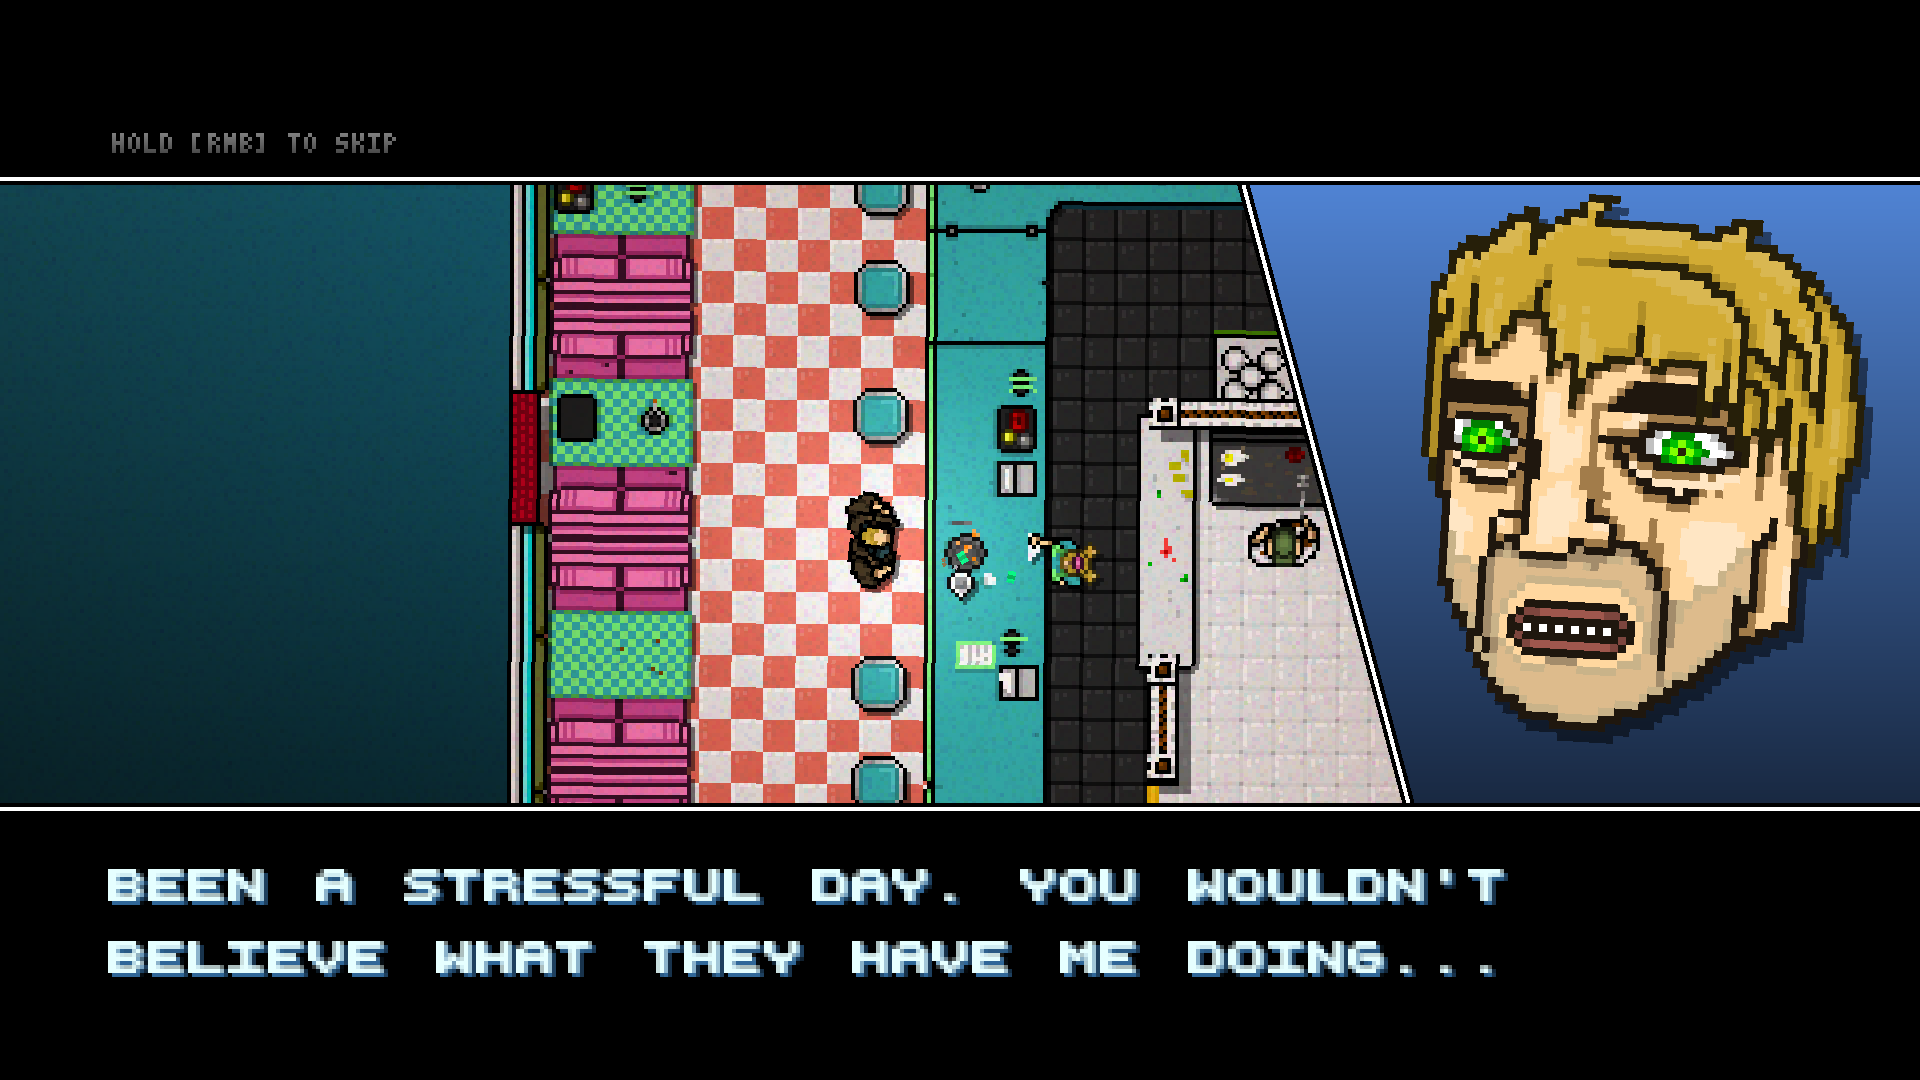 HOLD [RMB] TO SKIP
BEEN A STRESSFUL DAY. YOU WOULDN'T
BELIEVE WHAT THEY HAVE ME DOING...